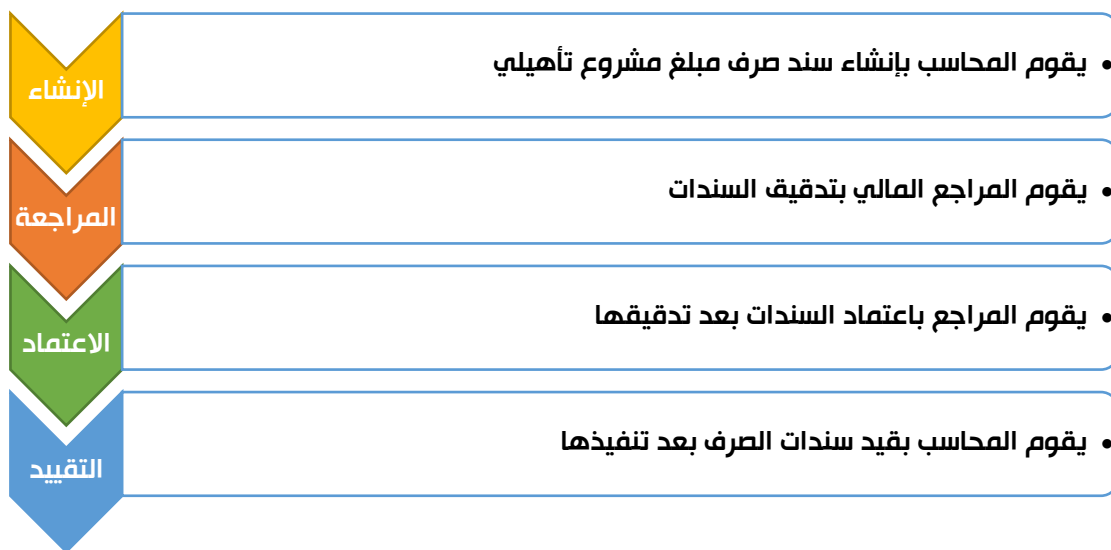 الإنشاء
• يقوم المحاسب بإنشاء سند صرف مبلغ مشروع تأهيلي
المراجعة
• يقوم المراجع المالي بتدقيق السندات
الاعتماد
• يقوم المراجع باعتماد السندات بعد تدقيقها
التقييد
• يقوم المحاسب بقيد سندات الصرف بعد تنفيذها